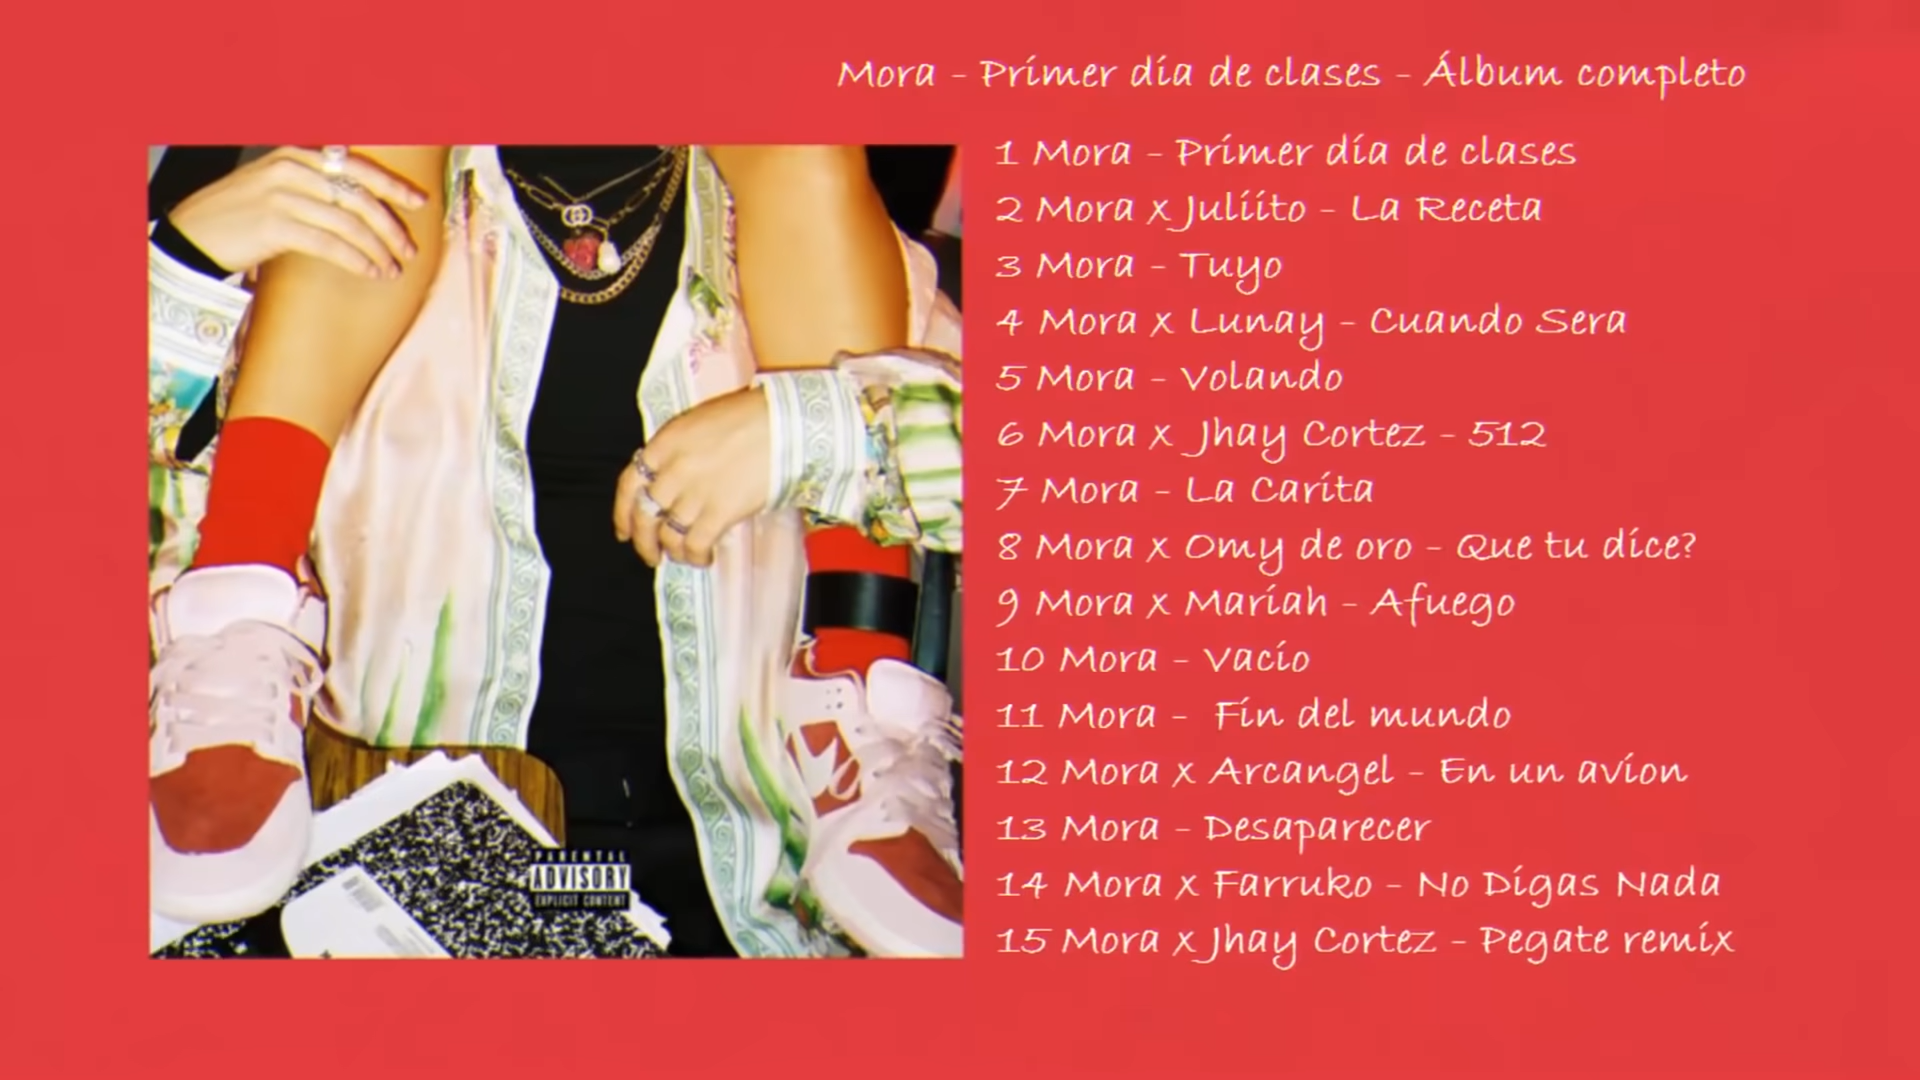 Mora - Primer día de clases - Álbum completo
1 Mora - Primer día de clases
2 Mora x Juliito - La Receta
3 Mora - Tuyo
4 Mora x Lunay - Cuando Sera
5 Mora - Volando
6 Mora x Jhay Cortez - 512
7 Mora - La Carita
8 Mora x Omy de oro - Que tu dice?
9 Mora x Mariah - Afuego
10 Mora - Vacio
11 Mora - Fin del mundo
12 Mora x Arcangel - En un avion
13 Mora - Desaparecer
14 Mora x Farruko - No Digas Nada
15 Mora x Jhay Cortez - Pegate remix
PARENTAL
ADVISORY
EXPLICIT CONTENT